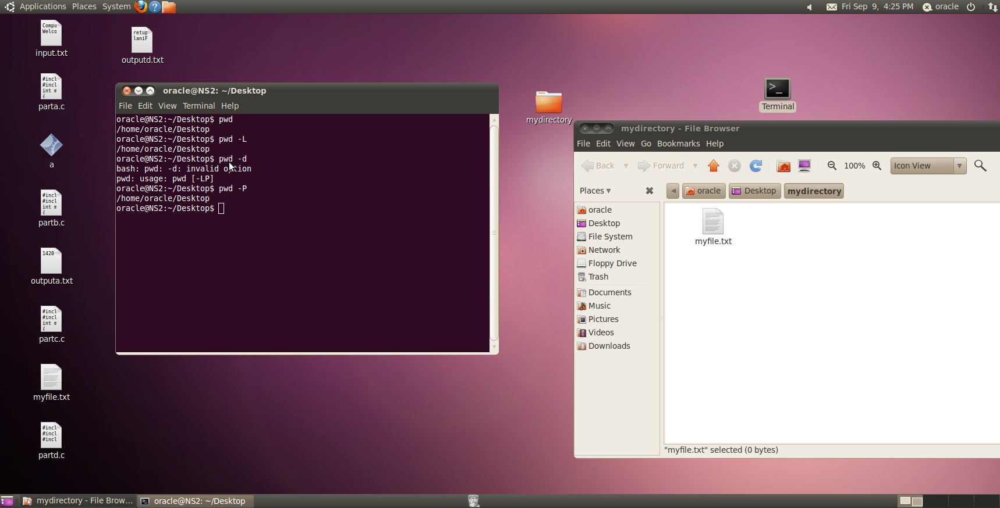 Applications Places System
Fri Sep 9, 4:25 PM oracle
Compu
Welco
input.txt
retup
laniF
outputd.txt
#incl
#incl
int m
{
parta.c
a
#incl
#incl
int m
{
partb.c
1420
outputa.txt
#incl
#incl
int m
{
partc.c
myfile.txt
#incl
#incl
#incl
partd.c
oracle@NS2: ~/Desktop
File Edit View Terminal Help
oracle@NS2:~/Desktop$ pwd
/home/oracle/Desktop
oracle@NS2:~/Desktop$ pwd -L
/home/oracle/Desktop
oracle@NS2:~/Desktop$ pwd -d
bash: pwd: -d: invalid option
pwd: usage: pwd [-LP]
oracle@NS2:~/Desktop$ pwd -P
/home/oracle/Desktop
oracle@NS2:~/Desktop$
mydirectory
>_
Terminal
mydirectory - File Browser
File Edit View Go Bookmarks Help
Back Forward 100% Icon View
Places oracle Desktop mydirectory
oracle
Desktop
File System
Network
Floppy Drive
Trash
Documents
Music
Pictures
Videos
Downloads
myfile.txt
"myfile.txt" selected (0 bytes)
mydirectory - File Brow... oracle@NS2: ~/Desktop